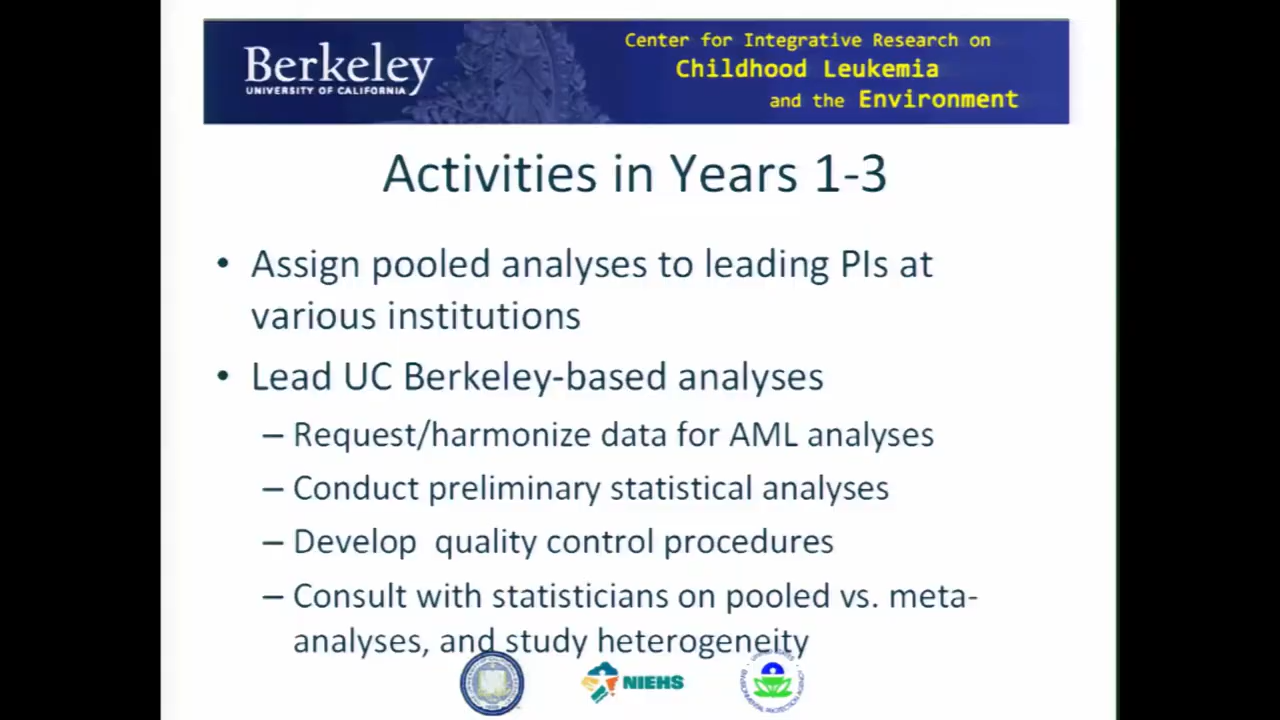 Berkeley
UNIVERSITY OF CALIFORNIA
Center for Integrative Research on
Childhood Leukemia
and the Environment
Activities in Years 1-3
• Assign pooled analyses to leading PIs at
various institutions
• Lead UC Berkeley-based analyses
– Request/harmonize data for AML analyses
– Conduct preliminary statistical analyses
– Develop  quality control procedures
– Consult with statisticians on pooled vs. meta-
analyses, and study heterogeneity
NIEHS